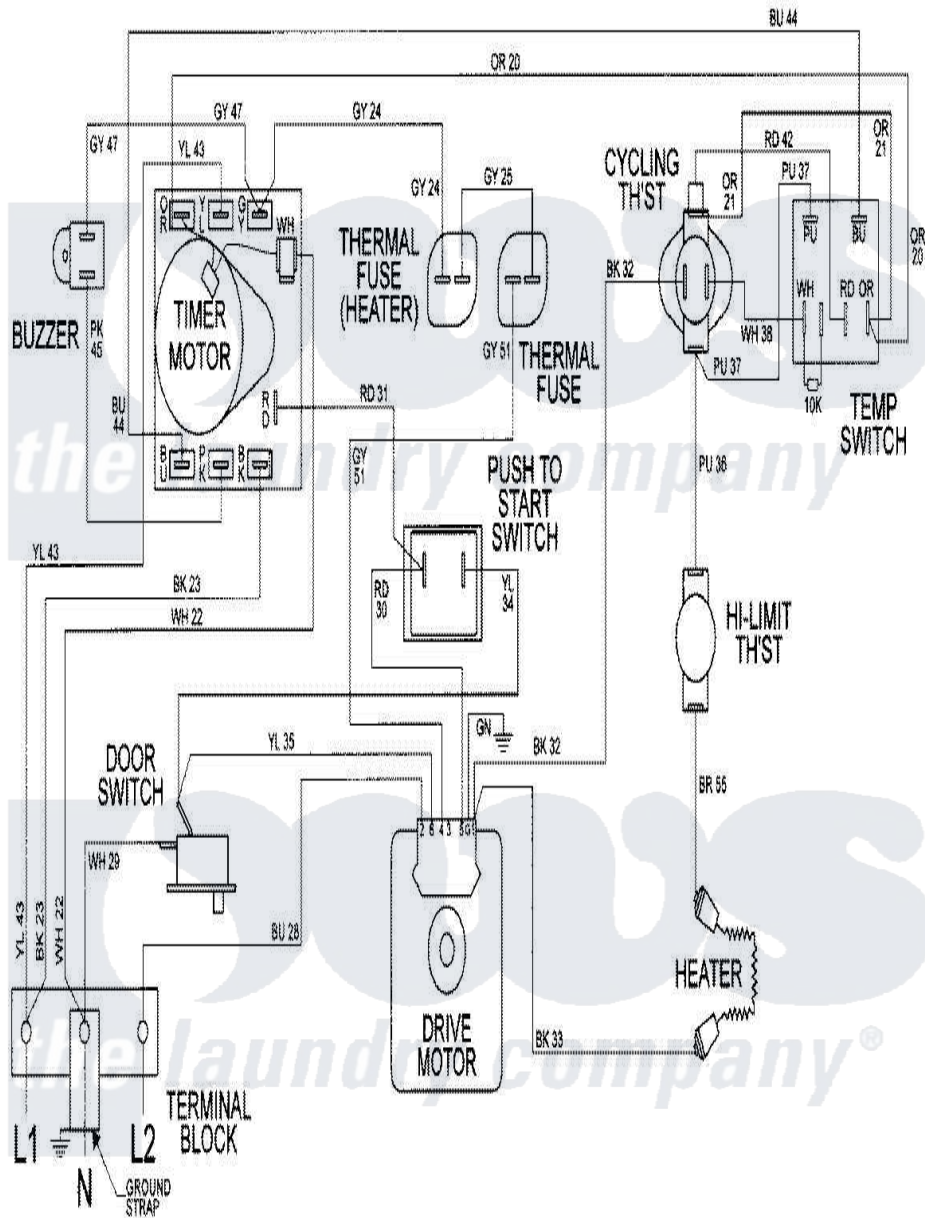 BU 44
OR 20
GY 47
GY 24
GY 47
YL 43
RD 42
OR 21
CYCLING
TH'ST
PU 37
GY 24
GY 25
OR 21
OR
YL
GY
WH
PU
BU
OR 20
THERMAL
FUSE
(HEATER)
BK 32
TIMER
MOTOR
WH
RD OR
BUZZER
PK 45
GY 51
THERMAL
FUSE
WH 38
PU 37
10K
TEMP
SWITCH
RD
RD 31
BU 44
the laundry company
BU
PK
BK
GY 51
PUSH TO
START
SWITCH
PU 36
YL 43
BK 23
RD 30
YL 34
WH 22
HI-LIMIT
TH'ST
GN
YL 35
BK 32
DOOR
SWITCH
BR 55
2 6 4 3 5 G 1
WH 29
YL 43
BK 23
WH 22
BU 28
HEATER
DRIVE
MOTOR
BK 33
the laundry company®
TERMINAL
BLOCK
L1
N
L2
GROUND
STRAP